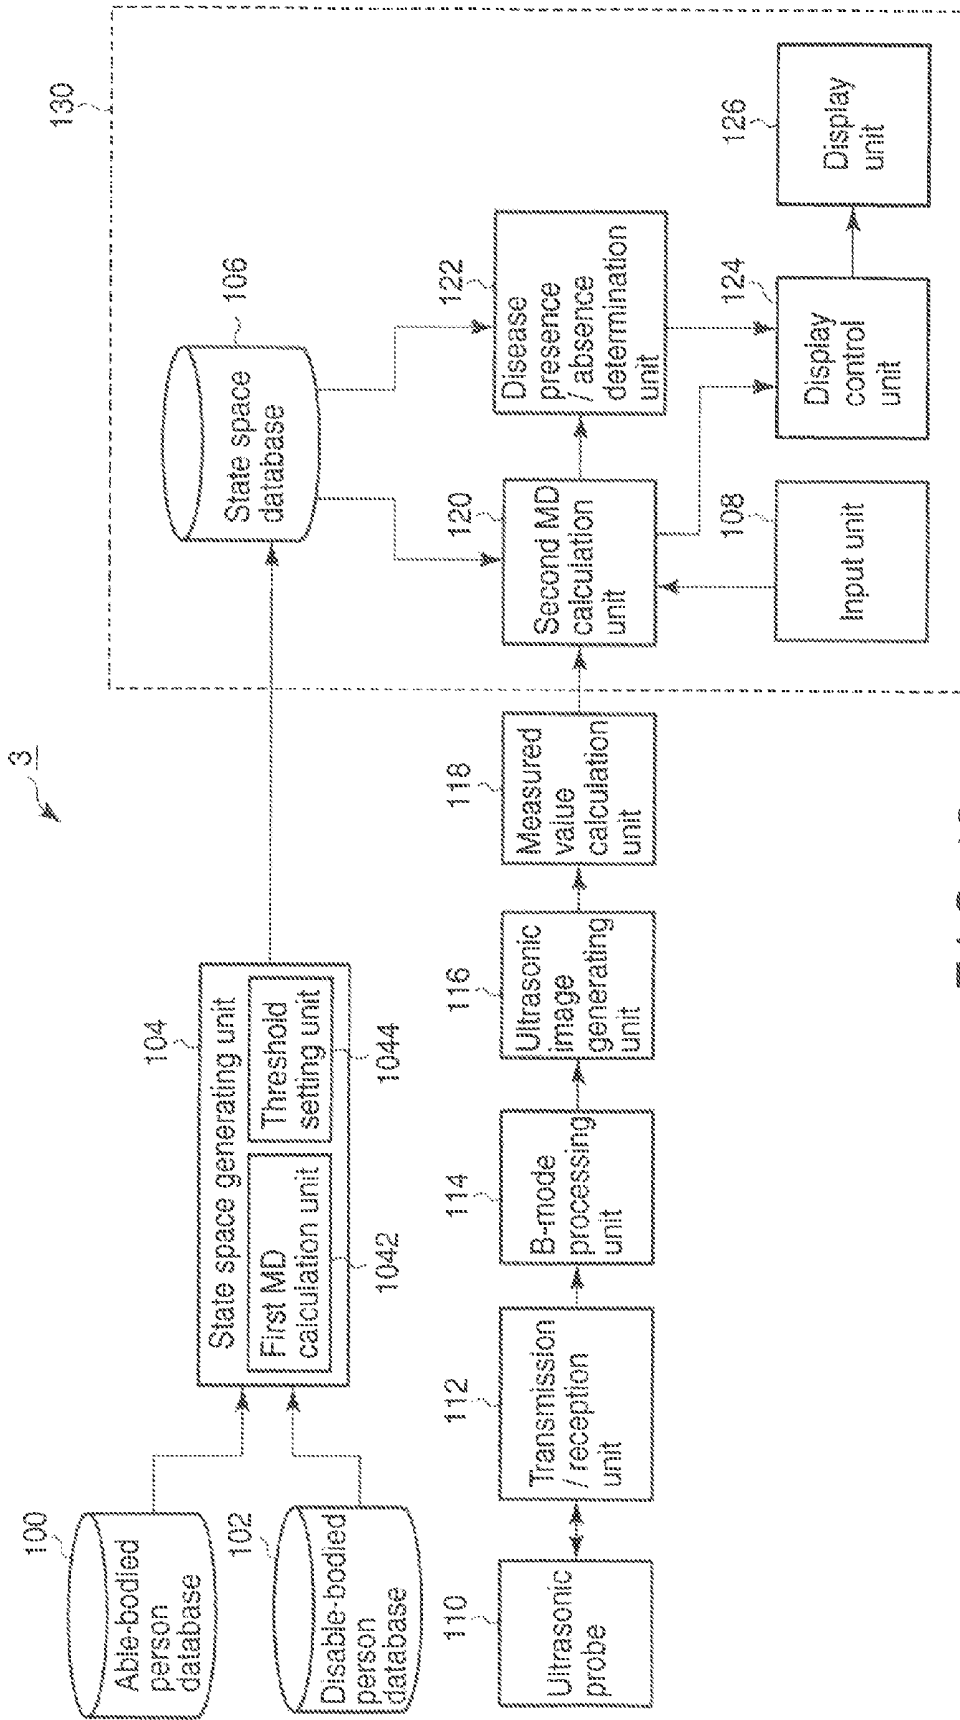 3
130
100
Able-bodied
person
database
102
Disable-bodied
person
database
104
State space generating unit
First MD
calculation unit
1042
Threshold
setting unit
1044
106
State space
database
110
Ultrasonic
probe
112
Transmission
/ reception
unit
114
B-mode
processing
unit
116
Ultrasonic
image
generating
unit
118
Measured
value
calculation
unit
120
Second MD
calculation
unit
122
Disease
presence
/ absence
determination
unit
108
Input unit
124
Display
control
unit
126
Display
unit